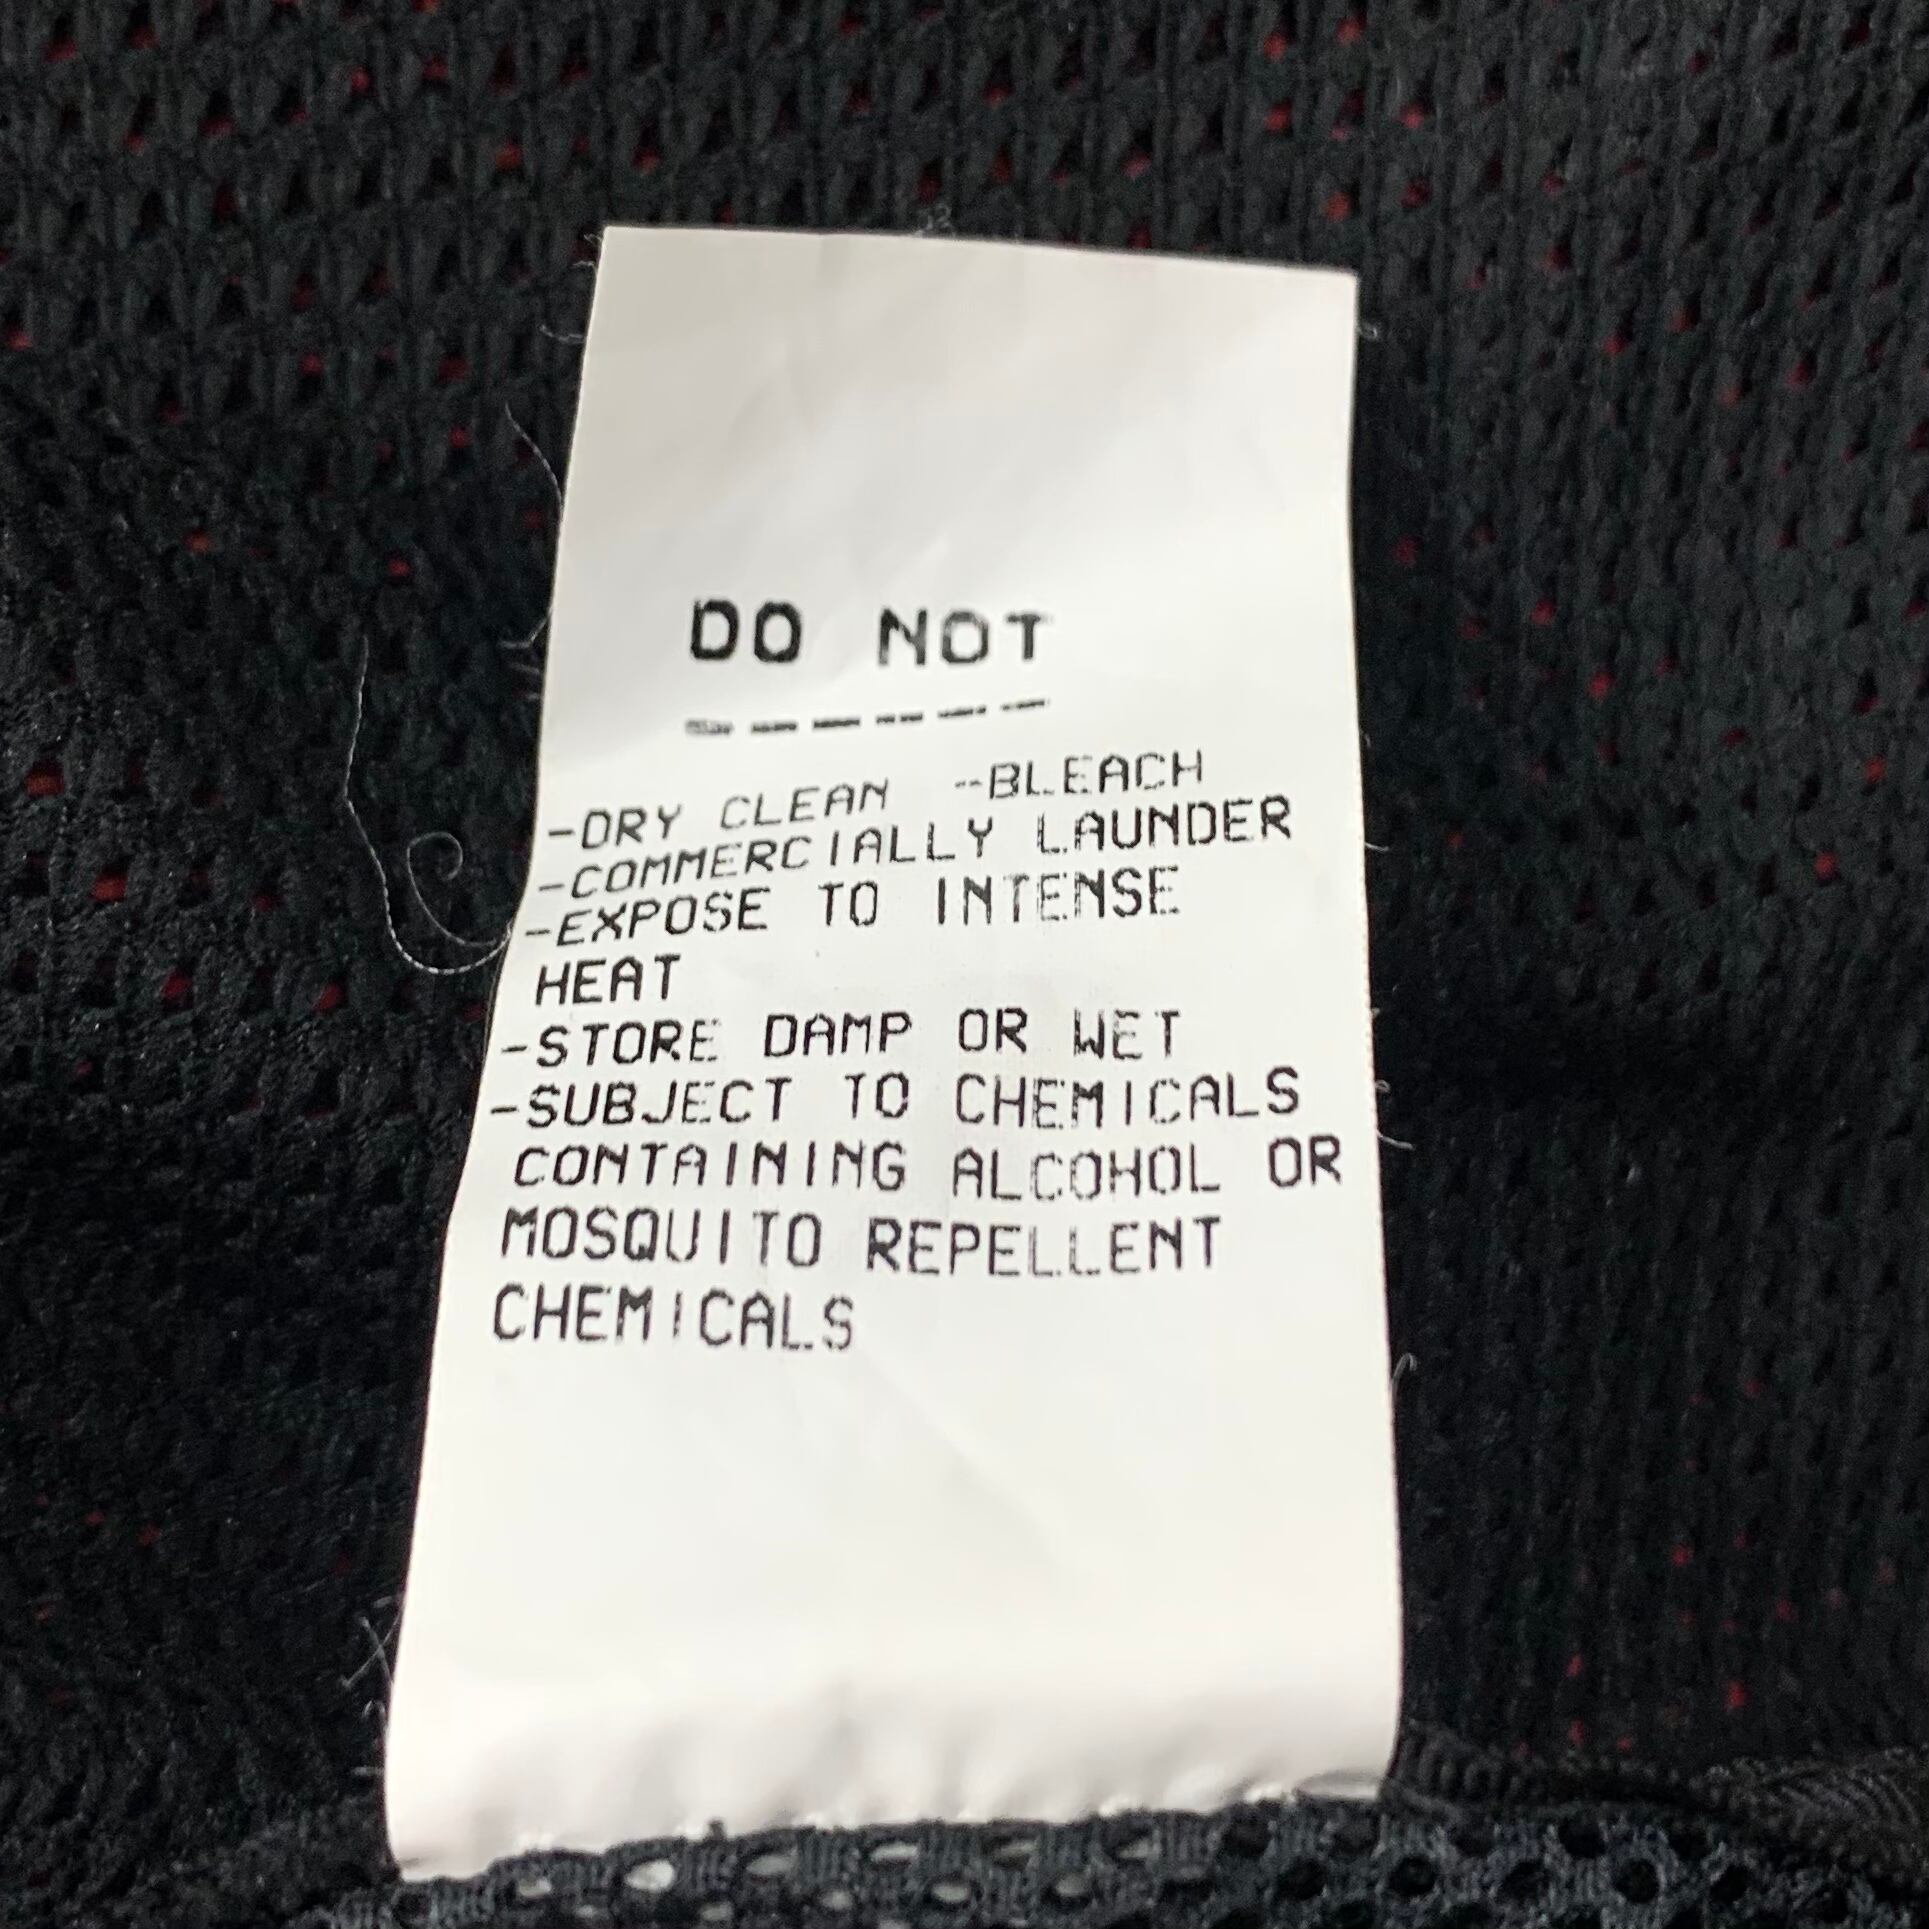 DO NOT
------
-DRY CLEAN -BLEACH
-COMMERCIALLY LAUNDER
-EXPOSE TO INTENSE
HEAT
-STORE DAMP OR WET
-SUBJECT TO CHEMICALS
CONTAINING ALCOHOL OR
MOSQUITO REPELLENT
CHEMICALS